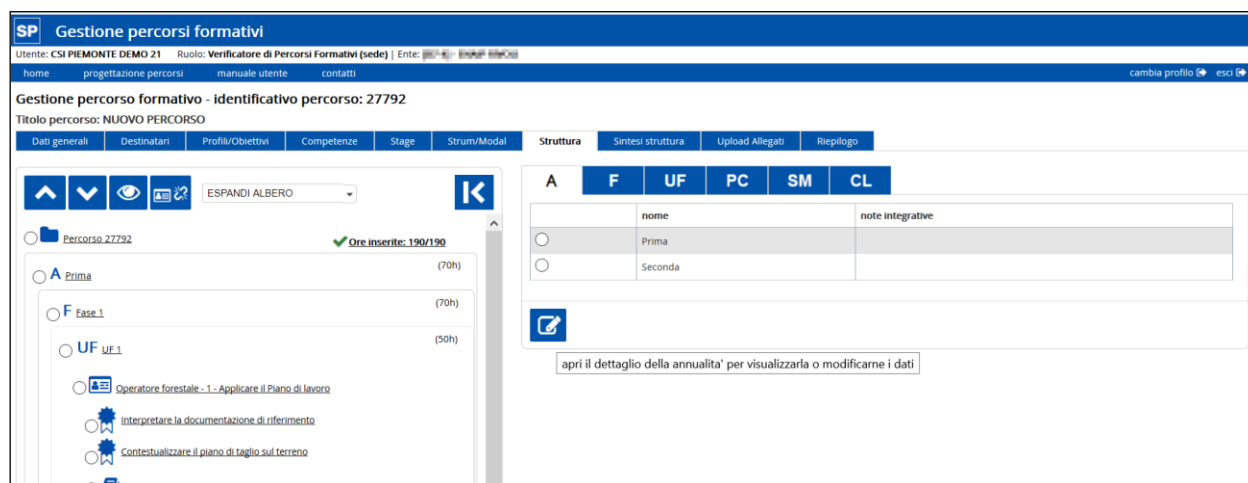 SP Gestione percorsi formativi
Utente: CSI PIEMONTE DEMO 21 Ruolo: Verificatore di Percorsi Formativi (sede) | Ente:
home progettazione percorsi manuale utente contatti cambia profilo esci
Gestione percorso formativo - identificativo percorso: 27792
Titolo percorso: NUOVO PERCORSO
Dati generali Destinatari Profili/Obiettivi Competenze Stage Strum/Modal Struttura Sintesi struttura Upload Allegati Riepilogo
ESPANDI ALBERO
Percorso 27792 Ore inserite: 190/190
A Prima (70h)
F Fase 1 (70h)
UF UF 1 (50h)
Operatore forestale - 1 - Applicare il Piano di lavoro
Interpretare la documentazione di riferimento
Contestualizzare il piano di taglio sul terreno
A F UF PC SM CL
nome note integrative
Prima
Seconda
apri il dettaglio della annualita' per visualizzarla o modificarne i dati